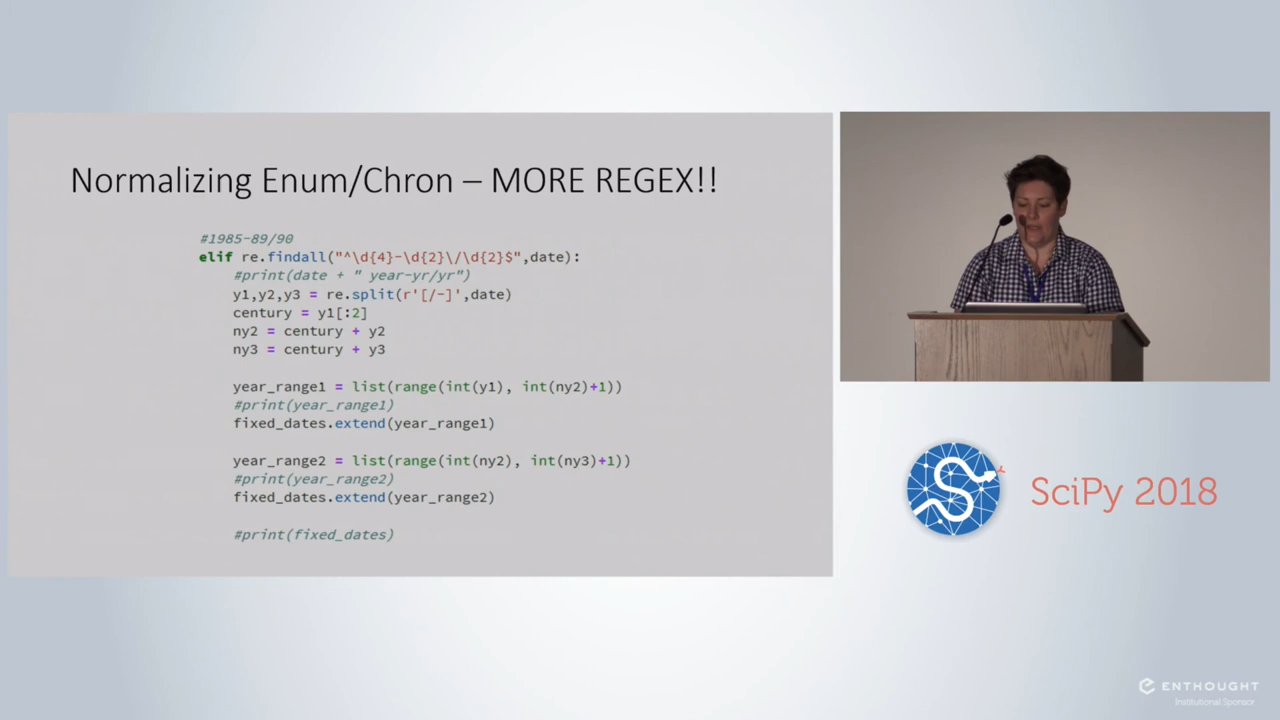 Normalizing Enum/Chron – MORE REGEX!!
#1985-89/90
elif re.findall("^\d{4}-\d{2}\/\d{2}$",date):
#print(date + " year-yr/yr")
y1,y2,y3 = re.split(r'[/-]',date)
century = y1[:2]
ny2 = century + y2
ny3 = century + y3
year_range1 = list(range(int(y1), int(ny2)+1))
#print(year_range1)
fixed_dates.extend(year_range1)
year_range2 = list(range(int(ny2), int(ny3)+1))
#print(year_range2)
fixed_dates.extend(year_range2)
#print(fixed_dates)
SciPy 2018
ENTHOUGHT
Institutional Sponsor